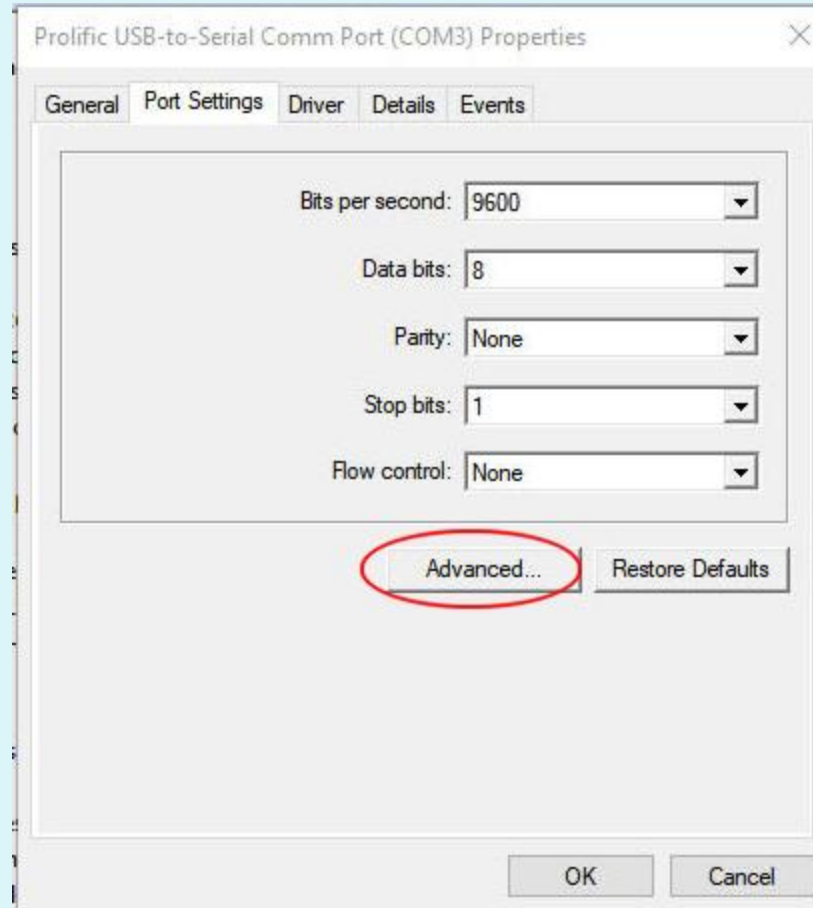 Prolific USB-to-Serial Comm Port (COM3) Properties
General Port Settings Driver Details Events
Bits per second: 9600
Data bits: 8
Parity: None
Stop bits: 1
Flow control: None
Advanced... Restore Defaults
OK Cancel